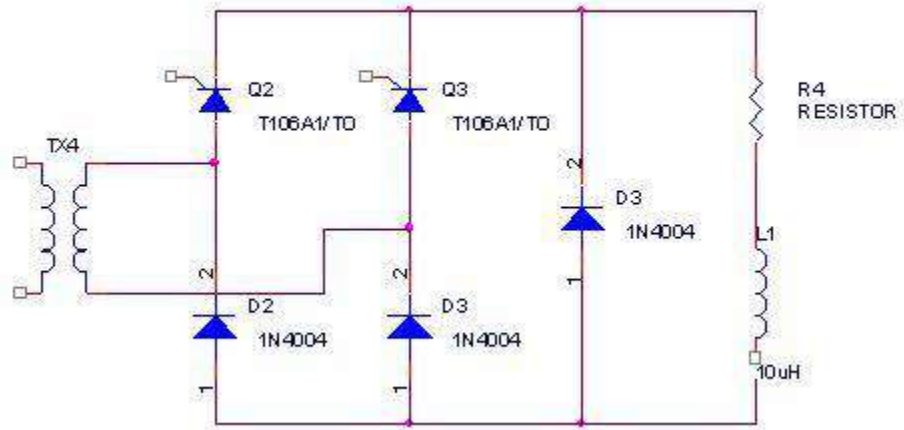 Q2
T106A1/TO
Q3
T106A1/TO
R4
RESISTOR
TX4
2
D3
1N4004
1
L1
10uH
2
D2
1N4004
1
2
D3
1N4004
1